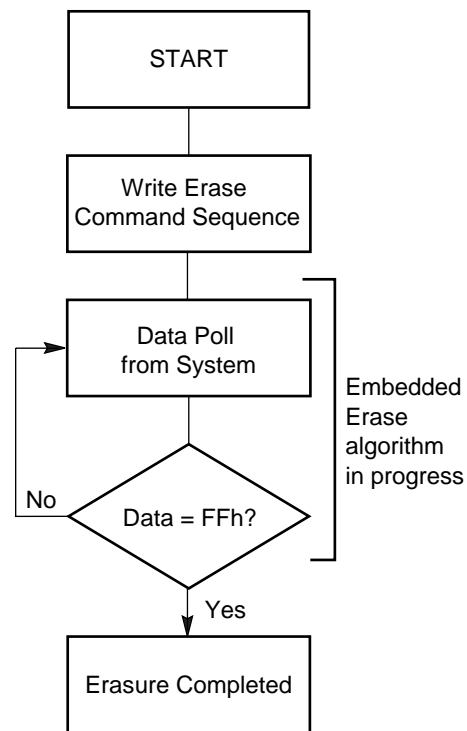 START
Write Erase
Command Sequence
Data Poll
from System
Embedded
Erase
algorithm
in progress
No
Data = FFh?
Yes
Erasure Completed